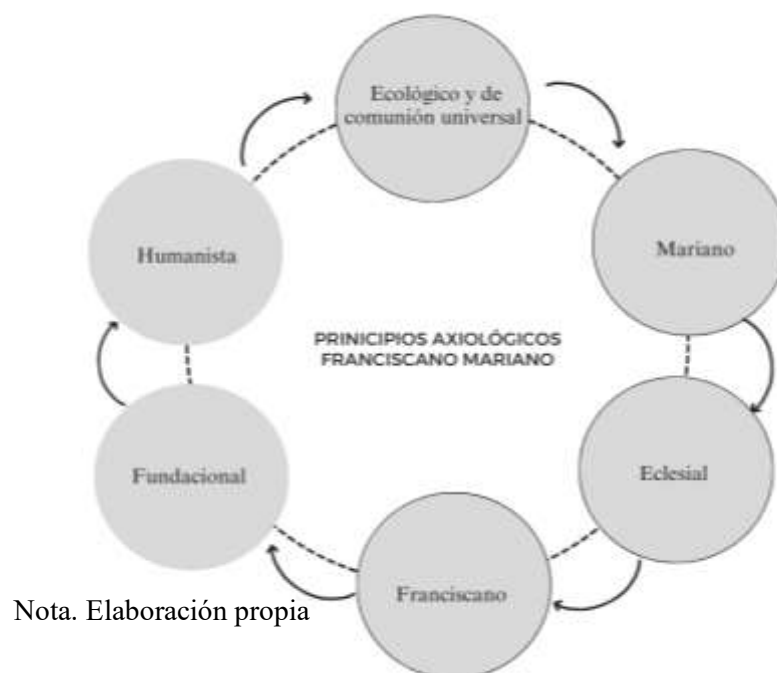 Ecológico y de
comunión universal
Mariano
Humanista
PRINICIPIOS AXIOLÓGICOS
FRANCISCANO MARIANO
Eclesial
Fundacional
Franciscano
Nota. Elaboración propia